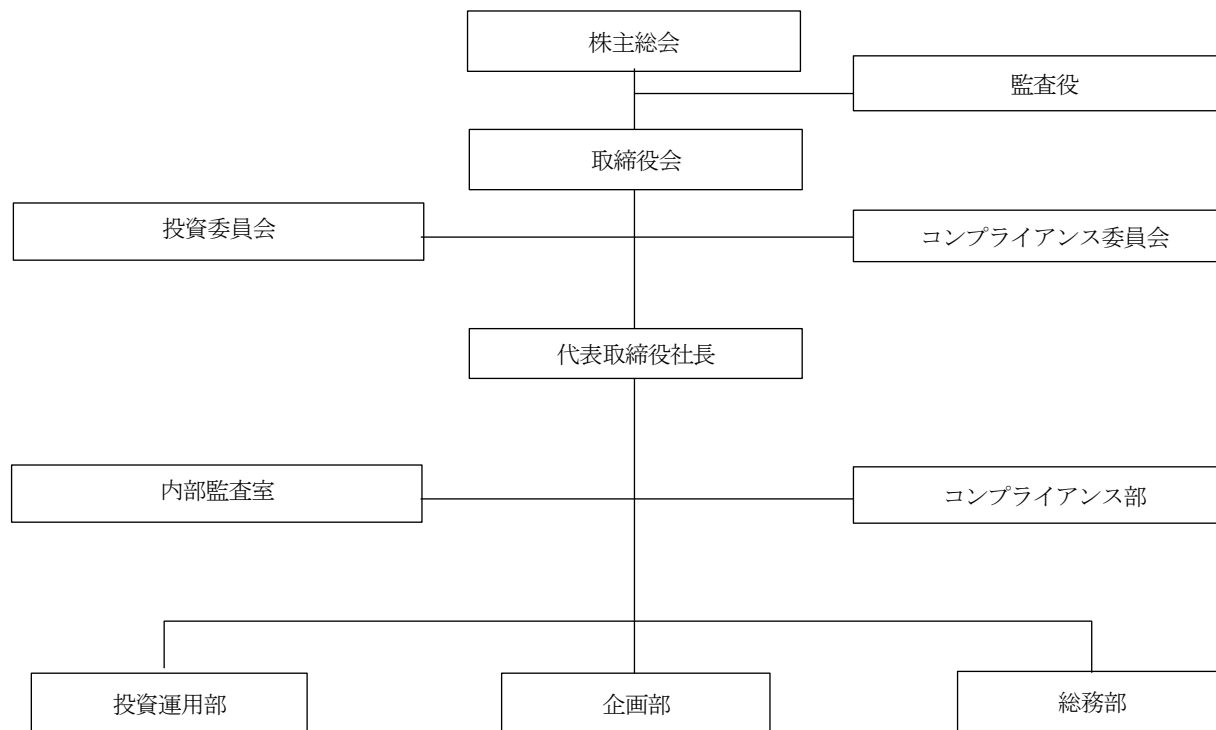 株主総会
監査役
取締役会
投資委員会
コンプライアンス委員会
代表取締役社長
内部監査室
コンプライアンス部
投資運用部
企画部
総務部